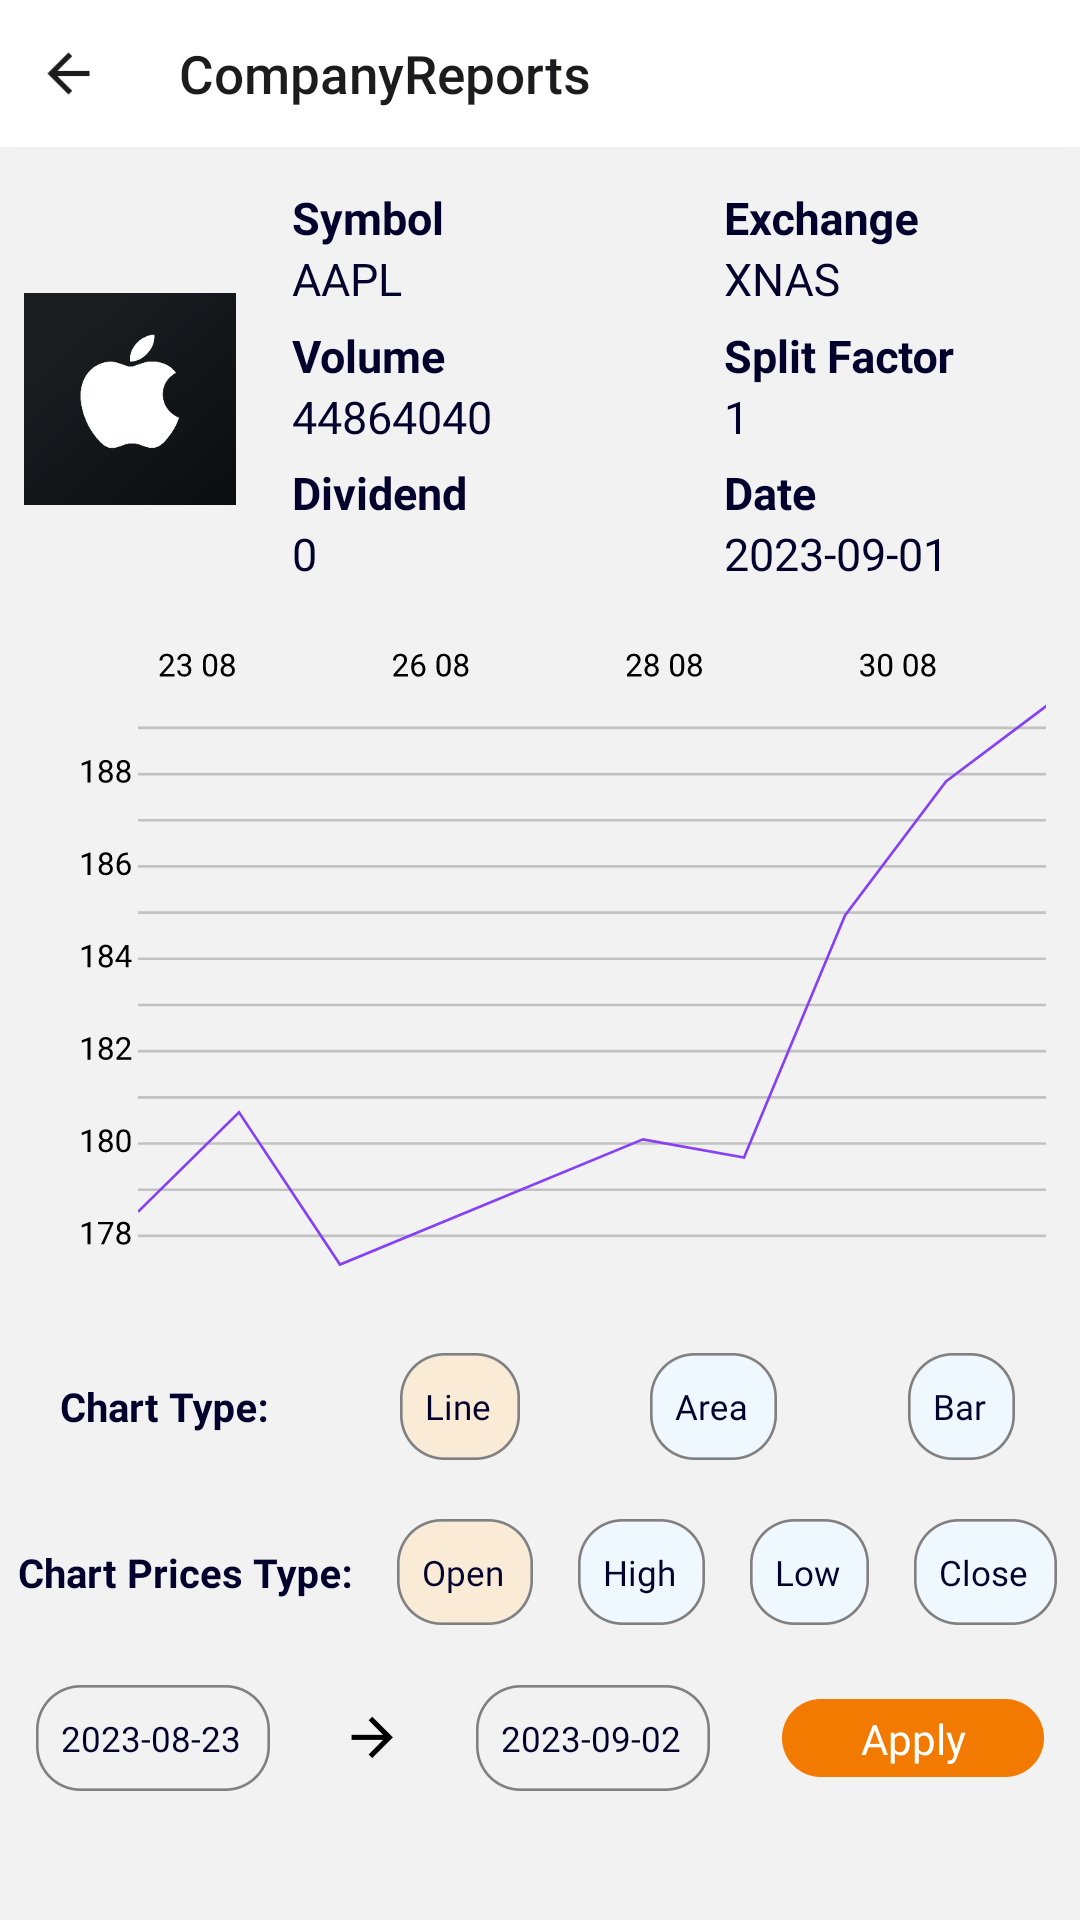 CompanyReports
Symbol Exchange
AAPL XNAS
Volume Split Factor
44864040 1
Dividend Date
0 2023-09-01
23 08 26 08 28 08 30 08
188
186
184
182
180
178
Chart Type: Line Area Bar
Chart Prices Type: Open High Low Close
2023-08-23 2023-09-02 Apply